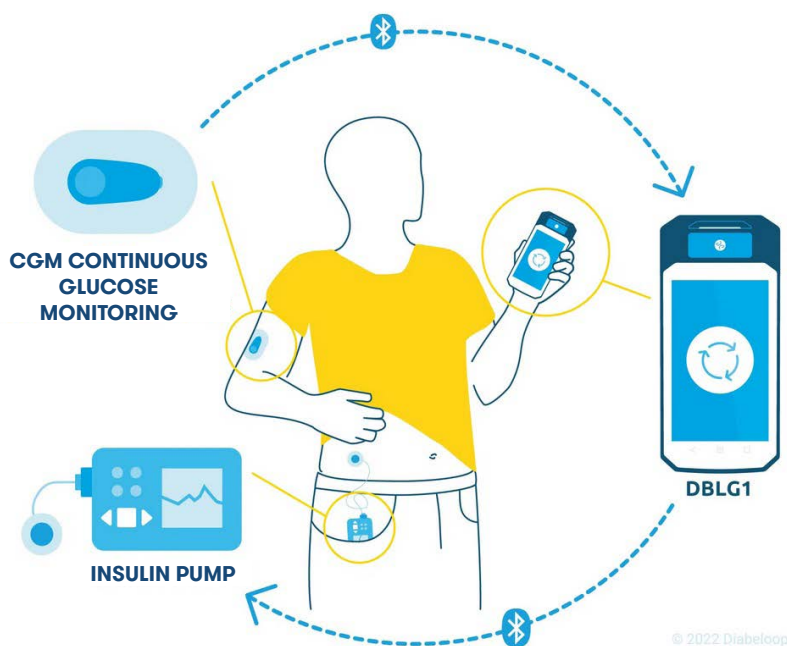 CGM CONTINUOUS
GLUCOSE
MONITORING
DBLG1
INSULIN PUMP
© 2022 Diabeloop